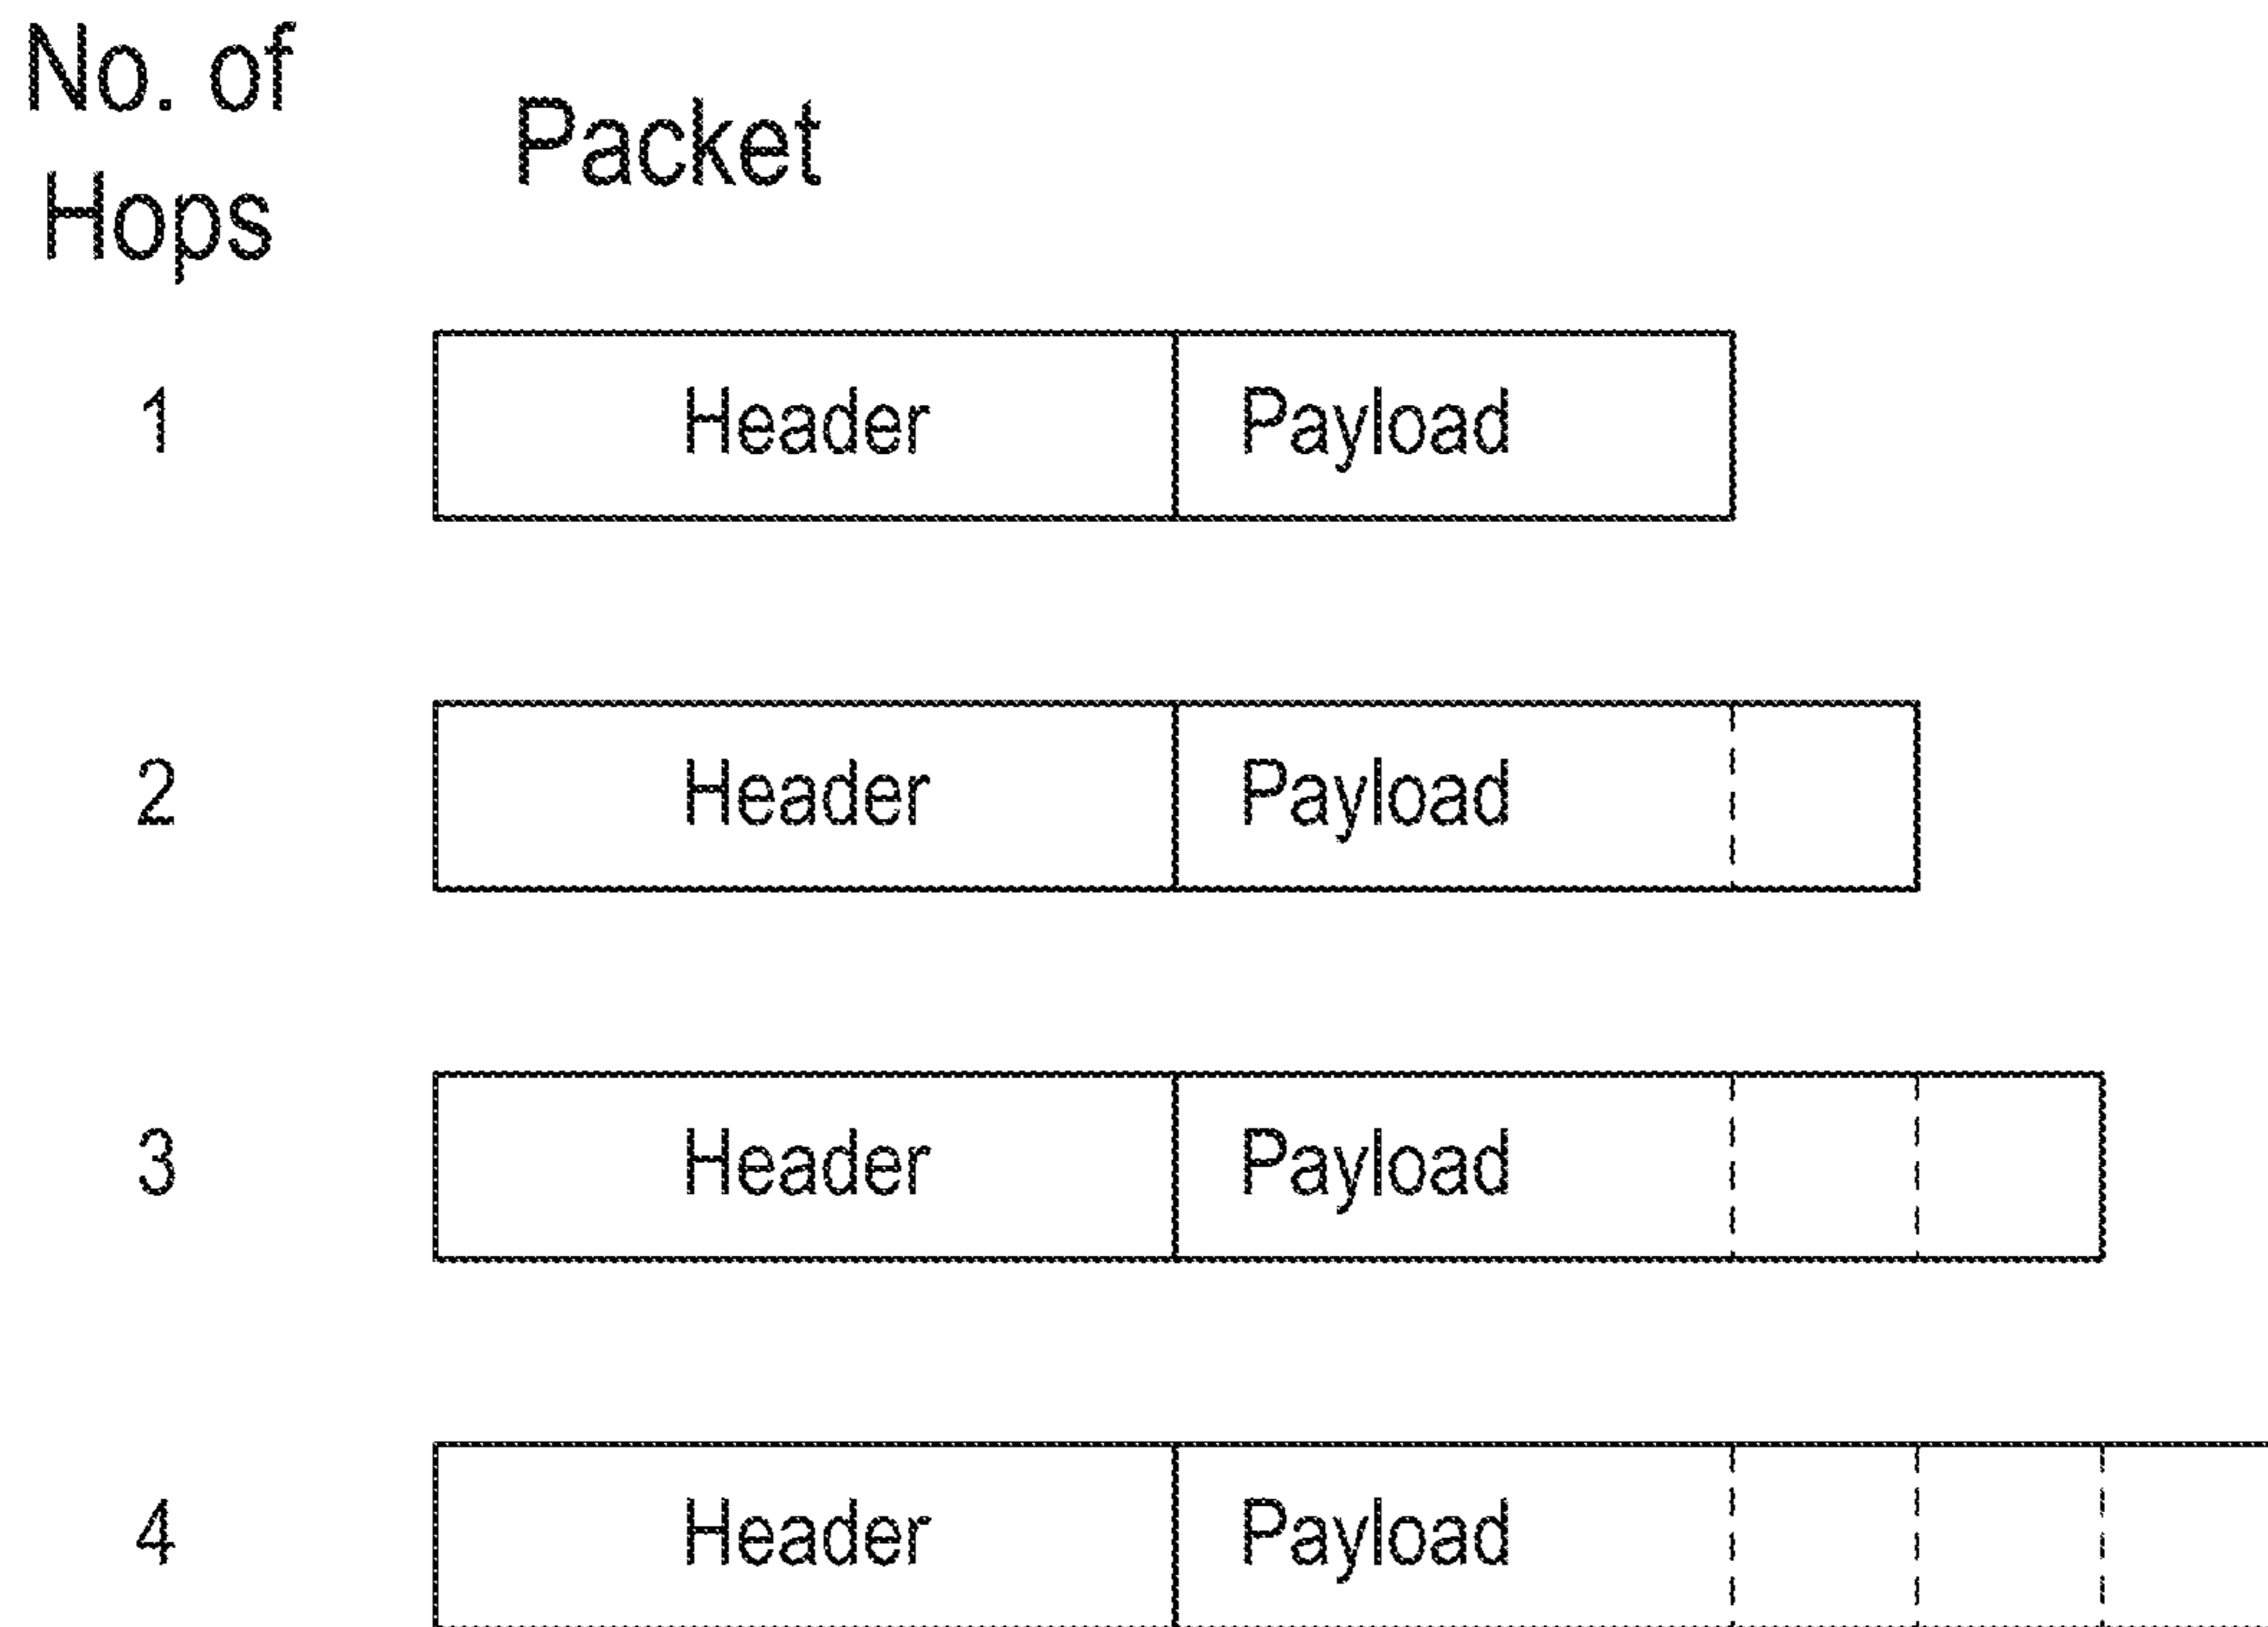 No. of
Hops
Packet
1 Header Payload
2 Header Payload
3 Header Payload
4 Header Payload